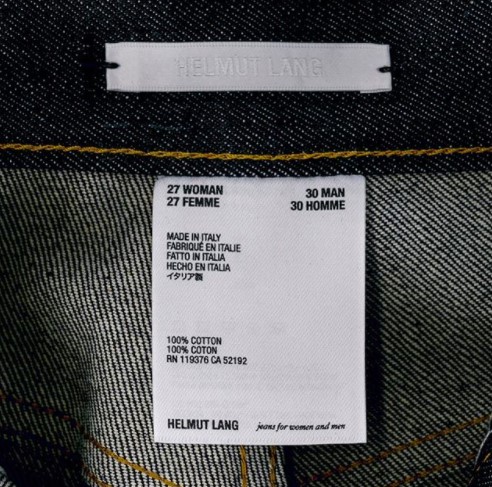 HELMUT LANG
27 WOMAN 30 MAN
27 FEMME 30 HOMME
MADE IN ITALY
FABRIQUÉ EN ITALIE
FATTO IN ITALIA
HECHO EN ITALIA
イタリア製
100% COTTON
100% COTON
RN 119376 CA 52192
HELMUT LANG jeans for women and men